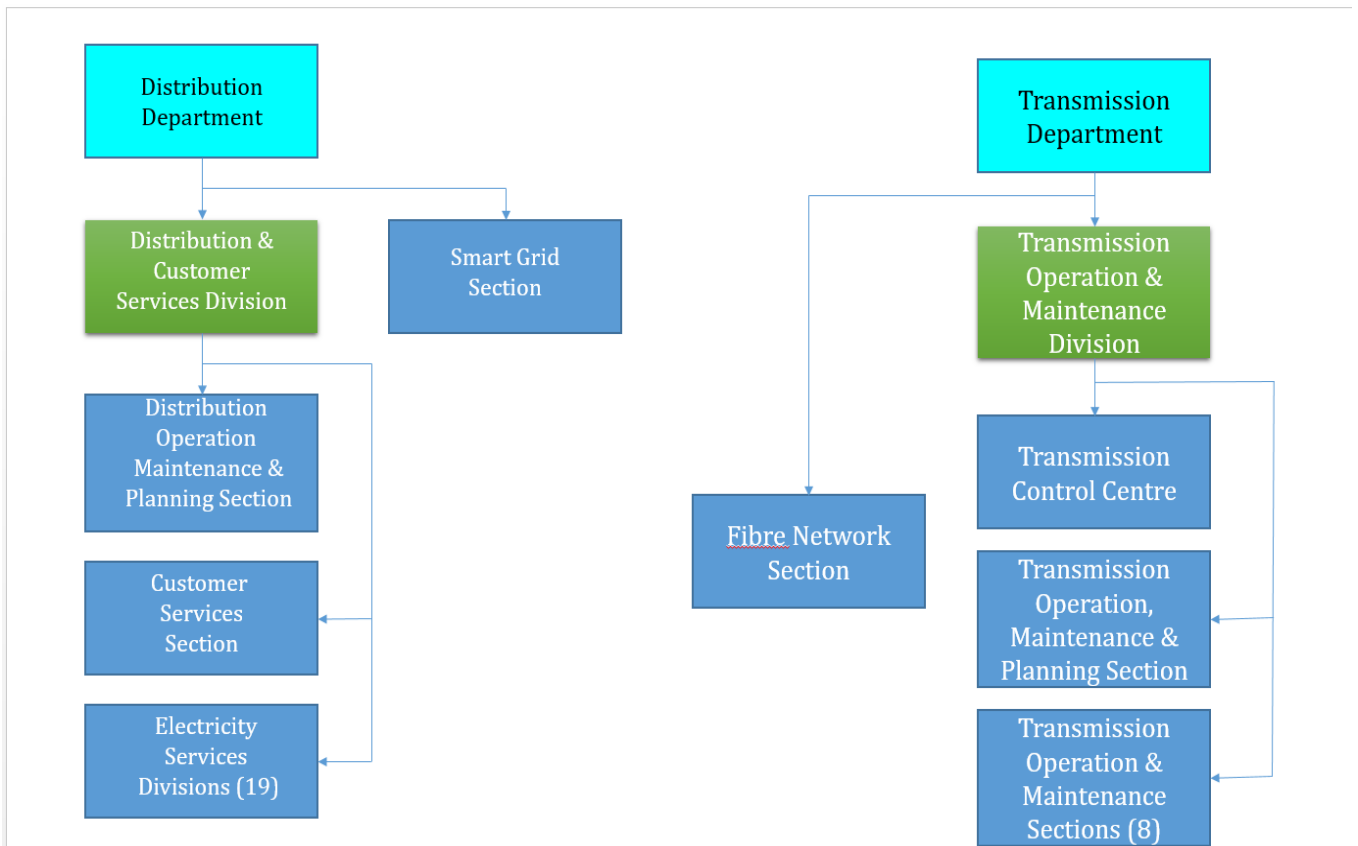 Distribution
Department
Distribution &
Customer
Services Division
Smart Grid
Section
Distribution
Operation
Maintenance &
Planning Section
Customer
Services
Section
Electricity
Services
Divisions (19)
Transmission
Department
Transmission
Operation &
Maintenance
Division
Fibre Network
Section
Transmission
Control Centre
Transmission
Operation,
Maintenance &
Planning Section
Transmission
Operation &
Maintenance
Sections (8)